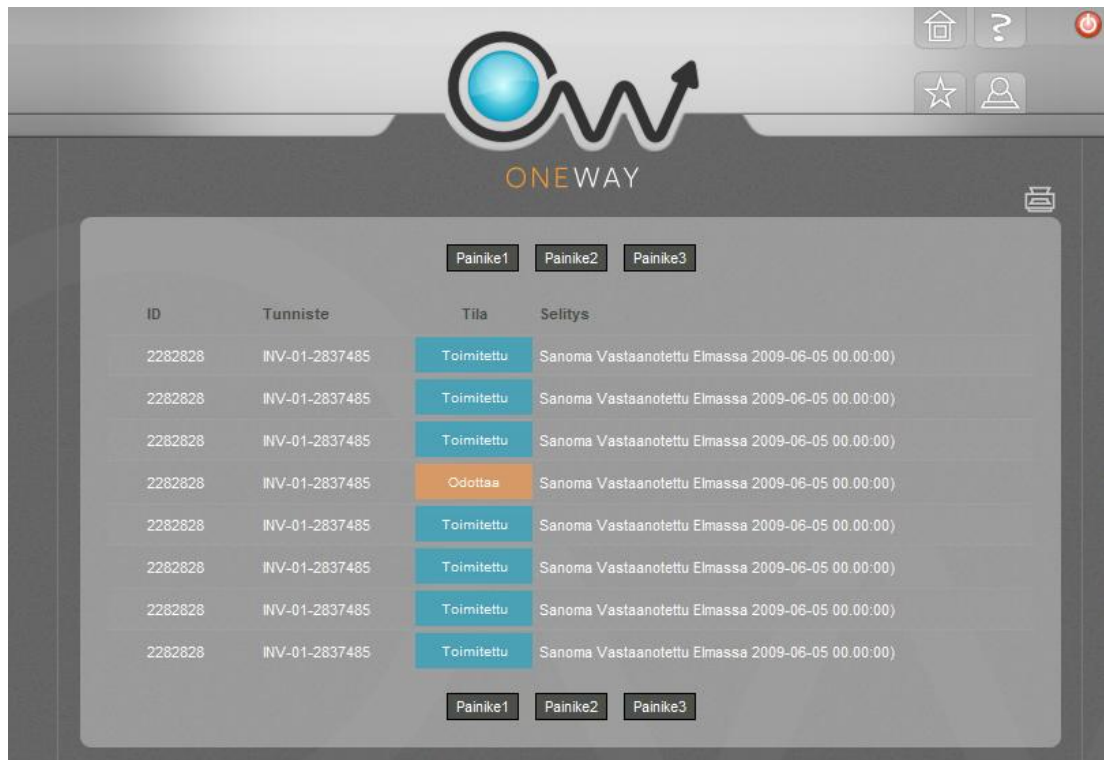 ONEWAY
Painike1 Painike2 Painike3
ID Tunniste Tila Selitys
2282828 INV-01-2837485 Toimitettu Sanoma Vastaanotettu Elmassa 2009-06-05 00.00:00)
2282828 INV-01-2837485 Toimitettu Sanoma Vastaanotettu Elmassa 2009-06-05 00.00:00)
2282828 INV-01-2837485 Toimitettu Sanoma Vastaanotettu Elmassa 2009-06-05 00.00:00)
2282828 INV-01-2837485 Odottaa Sanoma Vastaanotettu Elmassa 2009-06-05 00.00:00)
2282828 INV-01-2837485 Toimitettu Sanoma Vastaanotettu Elmassa 2009-06-05 00.00:00)
2282828 INV-01-2837485 Toimitettu Sanoma Vastaanotettu Elmassa 2009-06-05 00.00:00)
2282828 INV-01-2837485 Toimitettu Sanoma Vastaanotettu Elmassa 2009-06-05 00.00:00)
2282828 INV-01-2837485 Toimitettu Sanoma Vastaanotettu Elmassa 2009-06-05 00.00:00)
Painike1 Painike2 Painike3